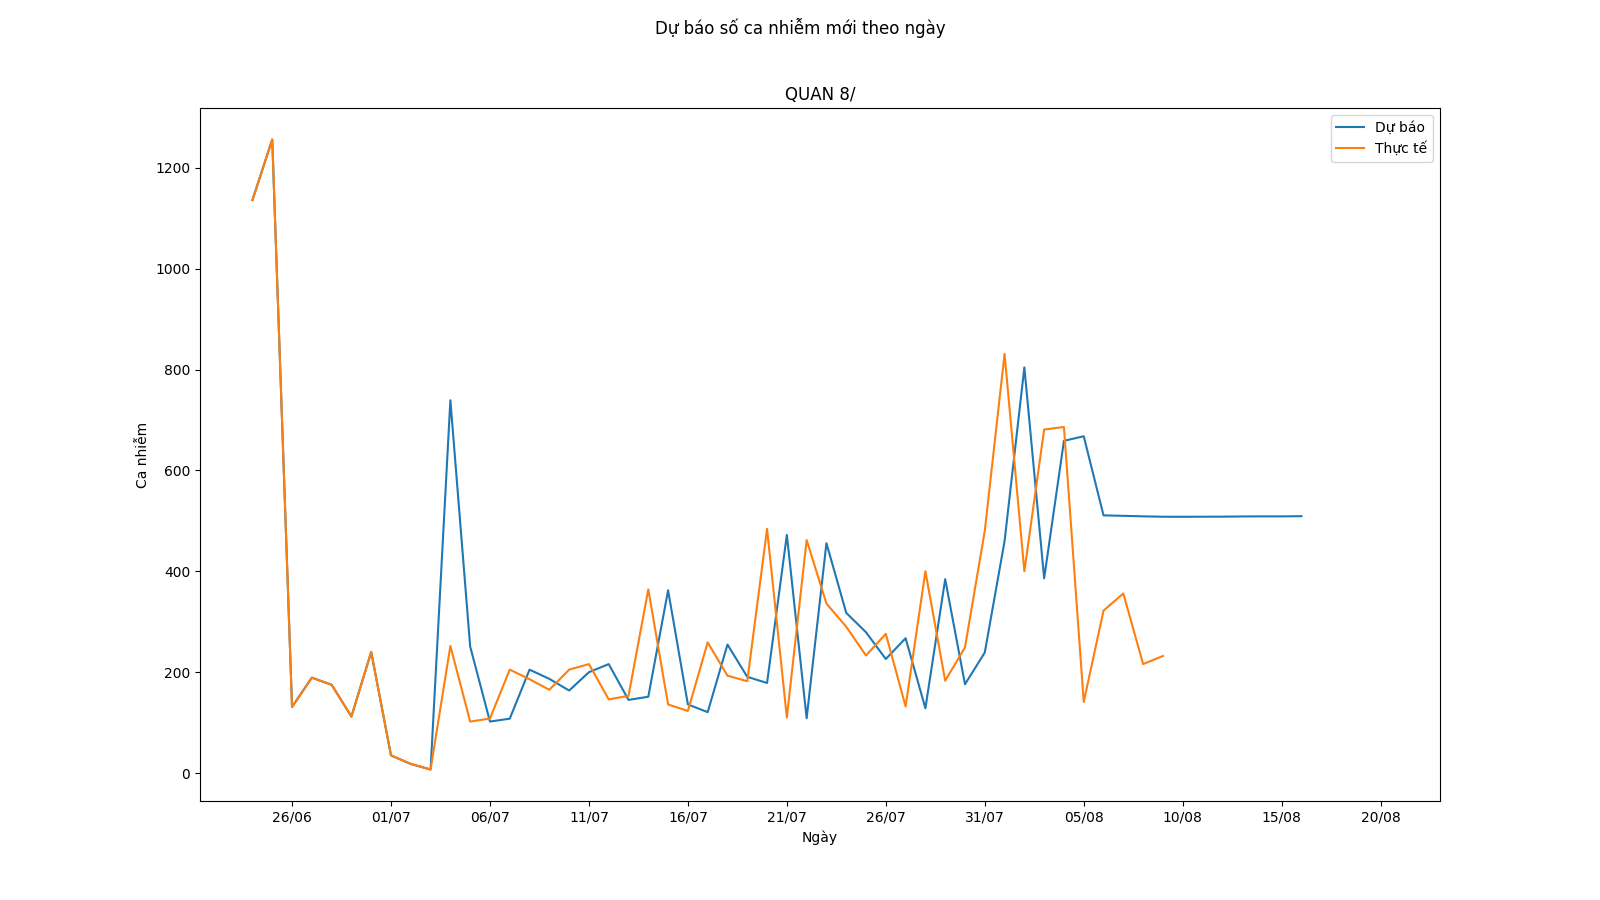 Dự báo số ca nhiễm mới theo ngày
QUAN 8/
Dự báo
Thực tế
1200
1000
800
600
400
200
0
Ca nhiễm
26/06 01/07 06/07 11/07 16/07 21/07 26/07 31/07 05/08 10/08 15/08 20/08
Ngày